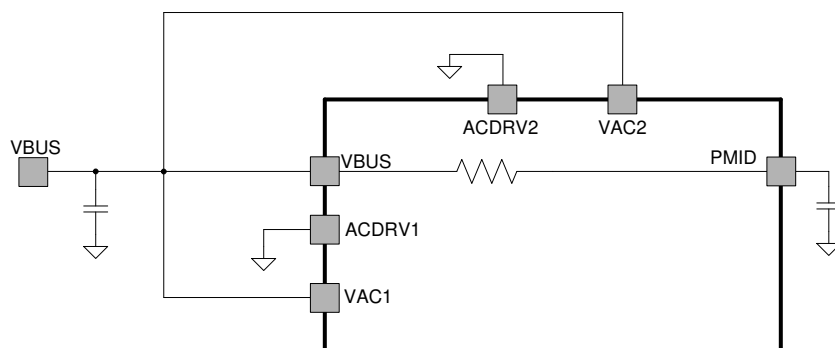 ACDRV2
VAC2
VBUS
VBUS
PMID
ACDRV1
VAC1